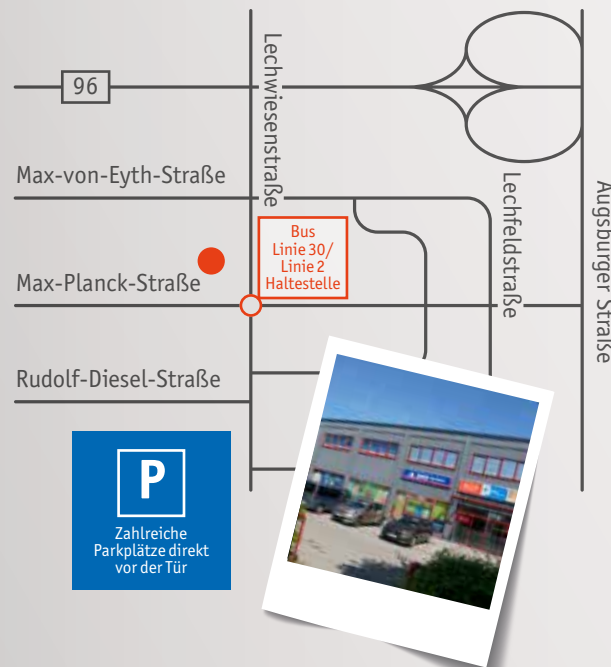 96
Lechwiesenstraße
Max-von-Eyth-Straße
Lechfeldstraße
Augsburger Straße
Bus
Linie 30/
Linie 2
Haltestelle
Max-Planck-Straße
Rudolf-Diesel-Straße
P
Zahlreiche
Parkplätze direkt
vor der Tür